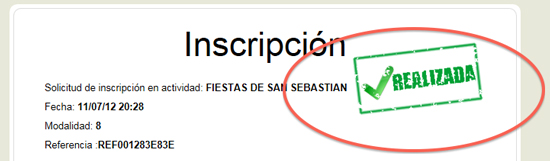 Inscripción
REALIZADA
Solicitud de inscripción en actividad: FIESTAS DE SAN SEBASTIAN
Fecha: 11/07/12 20:28
Modalidad: 8
Referencia :REF001283E83E